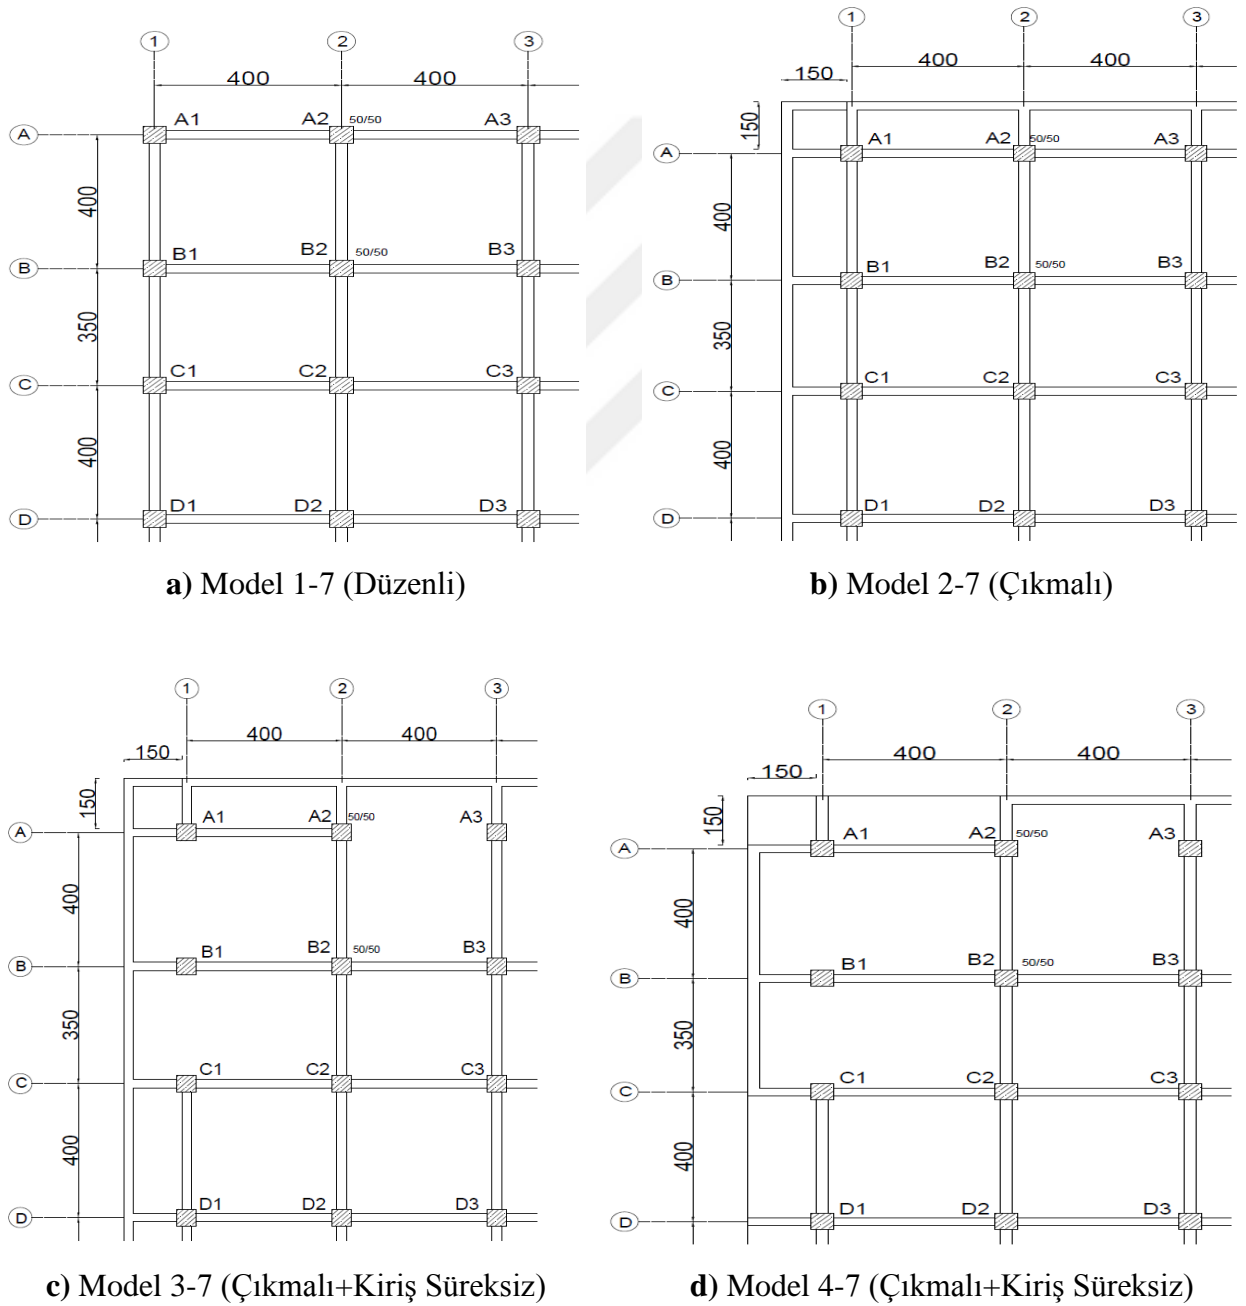 1 2 3
400 400
A A1 A2 50/50 A3
400
B B1 B2 50/50 B3
350
C C1 C2 C3
400
D D1 D2 D3
a) Model 1-7 (Düzenli)
1 2 3
150 400 400
150
A A1 A2 50/50 A3
400
B B1 B2 50/50 B3
350
C C1 C2 C3
400
D D1 D2 D3
b) Model 2-7 (Çıkmalı)
1 2 3
150 400 400
150
A A1 A2 50/50 A3
400
B B1 B2 50/50 B3
350
C C1 C2 C3
400
D D1 D2 D3
c) Model 3-7 (Çıkmalı+Kiriş Süreksiz)
1 2 3
150 400 400
150
A A1 A2 50/50 A3
400
B B1 B2 50/50 B3
350
C C1 C2 C3
400
D D1 D2 D3
d) Model 4-7 (Çıkmalı+Kiriş Süreksiz)